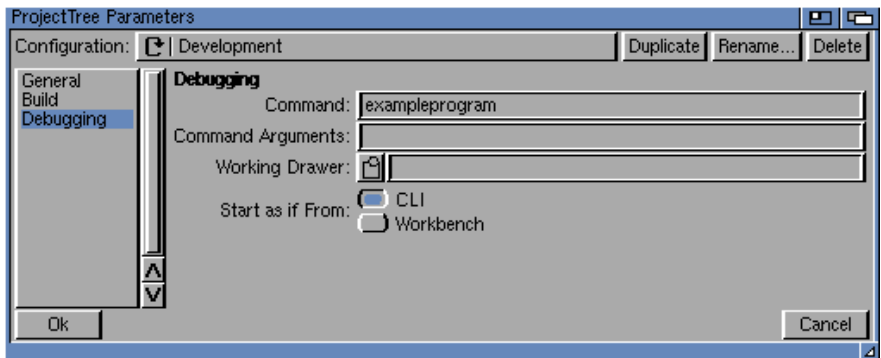 ProjectTree Parameters
Configuration: Development Duplicate Rename... Delete
General
Build
Debugging
Debugging
Command: exampleprogram
Command Arguments:
Working Drawer:
Start as if From: CLI
Workbench
Ok Cancel